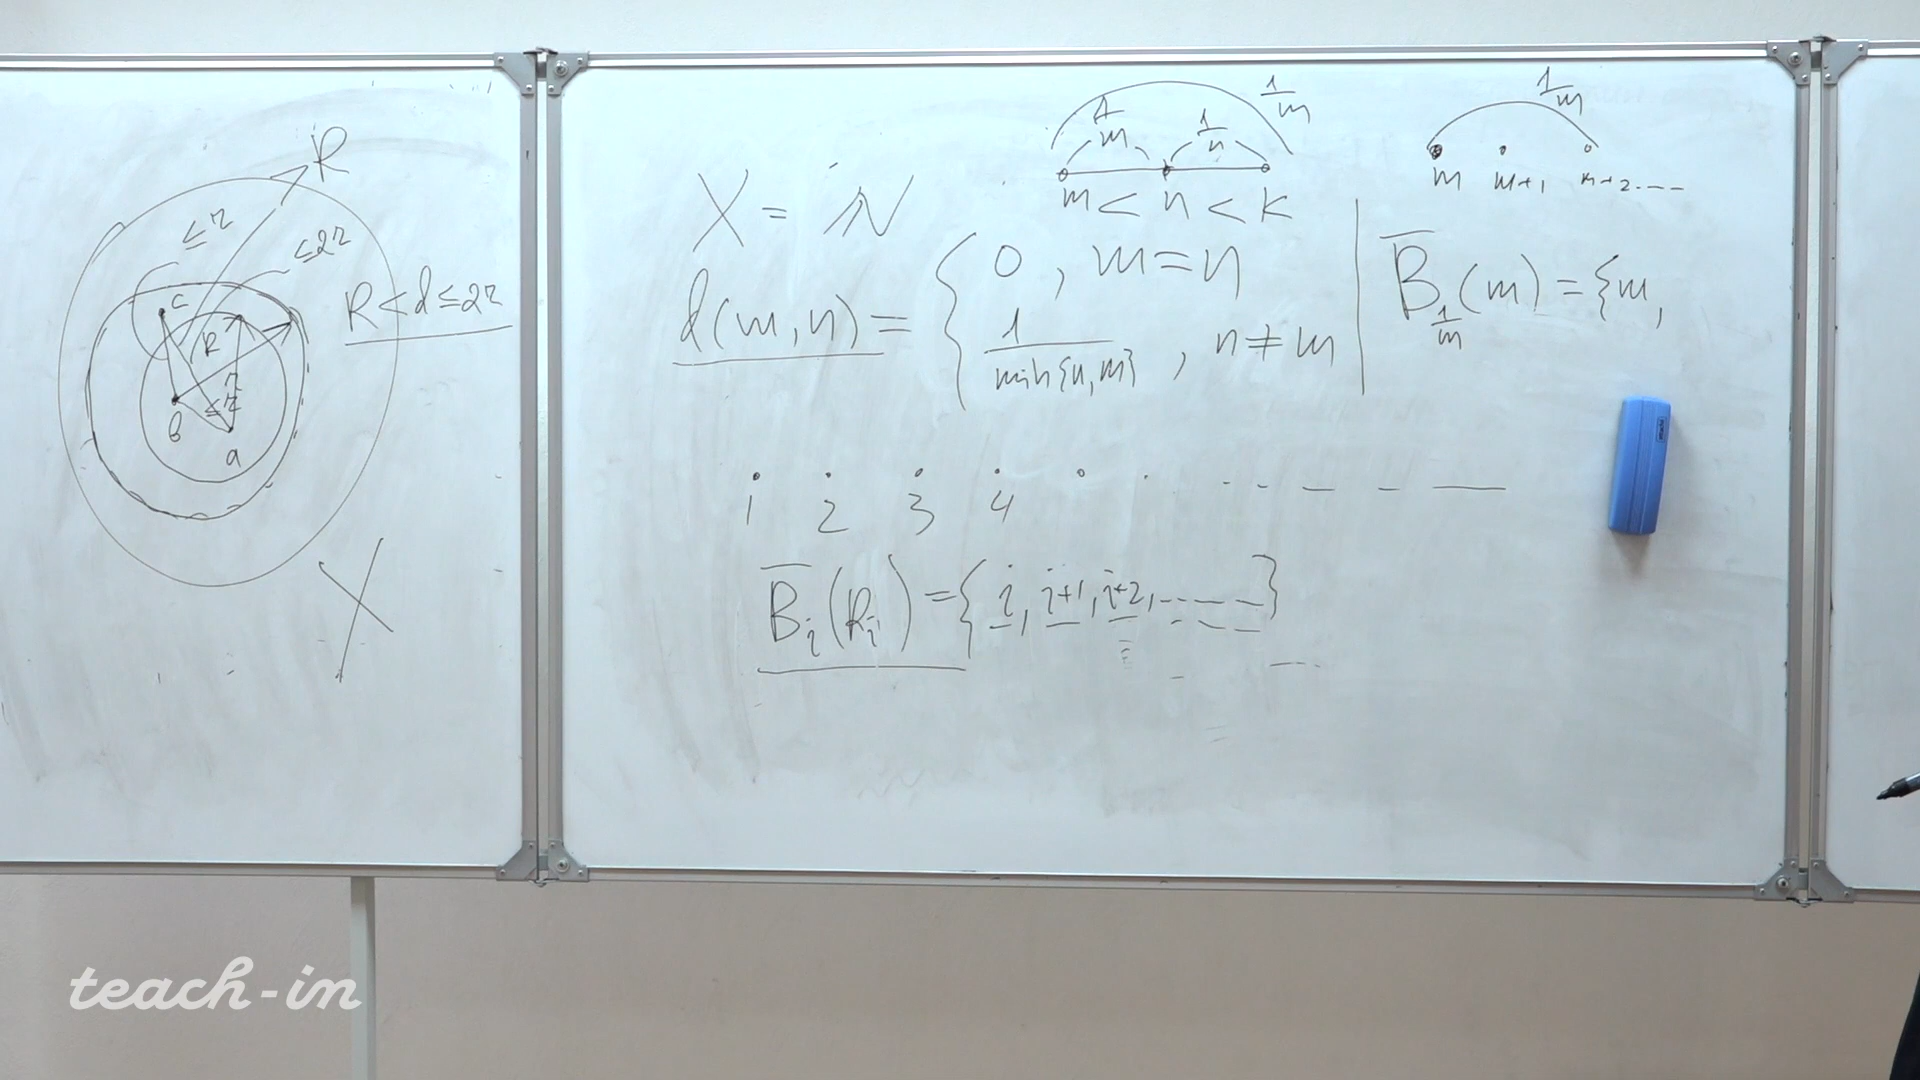 R
≤ r
≤ 2r
R < d ≤ 2r
c
R
r
≤ r
b
a
X
1/m
1/m
1/n
m < n < k
1/m
m m+1 m+2 ----
X = N
d(m,n) = { 0 , m=n
1/min{n,m} , n≠m
B̅_{1/m}(m) = {m,
1 2 3 4
B̅_i(R_i) = {i, i+1, i+2, ----}
teach-in